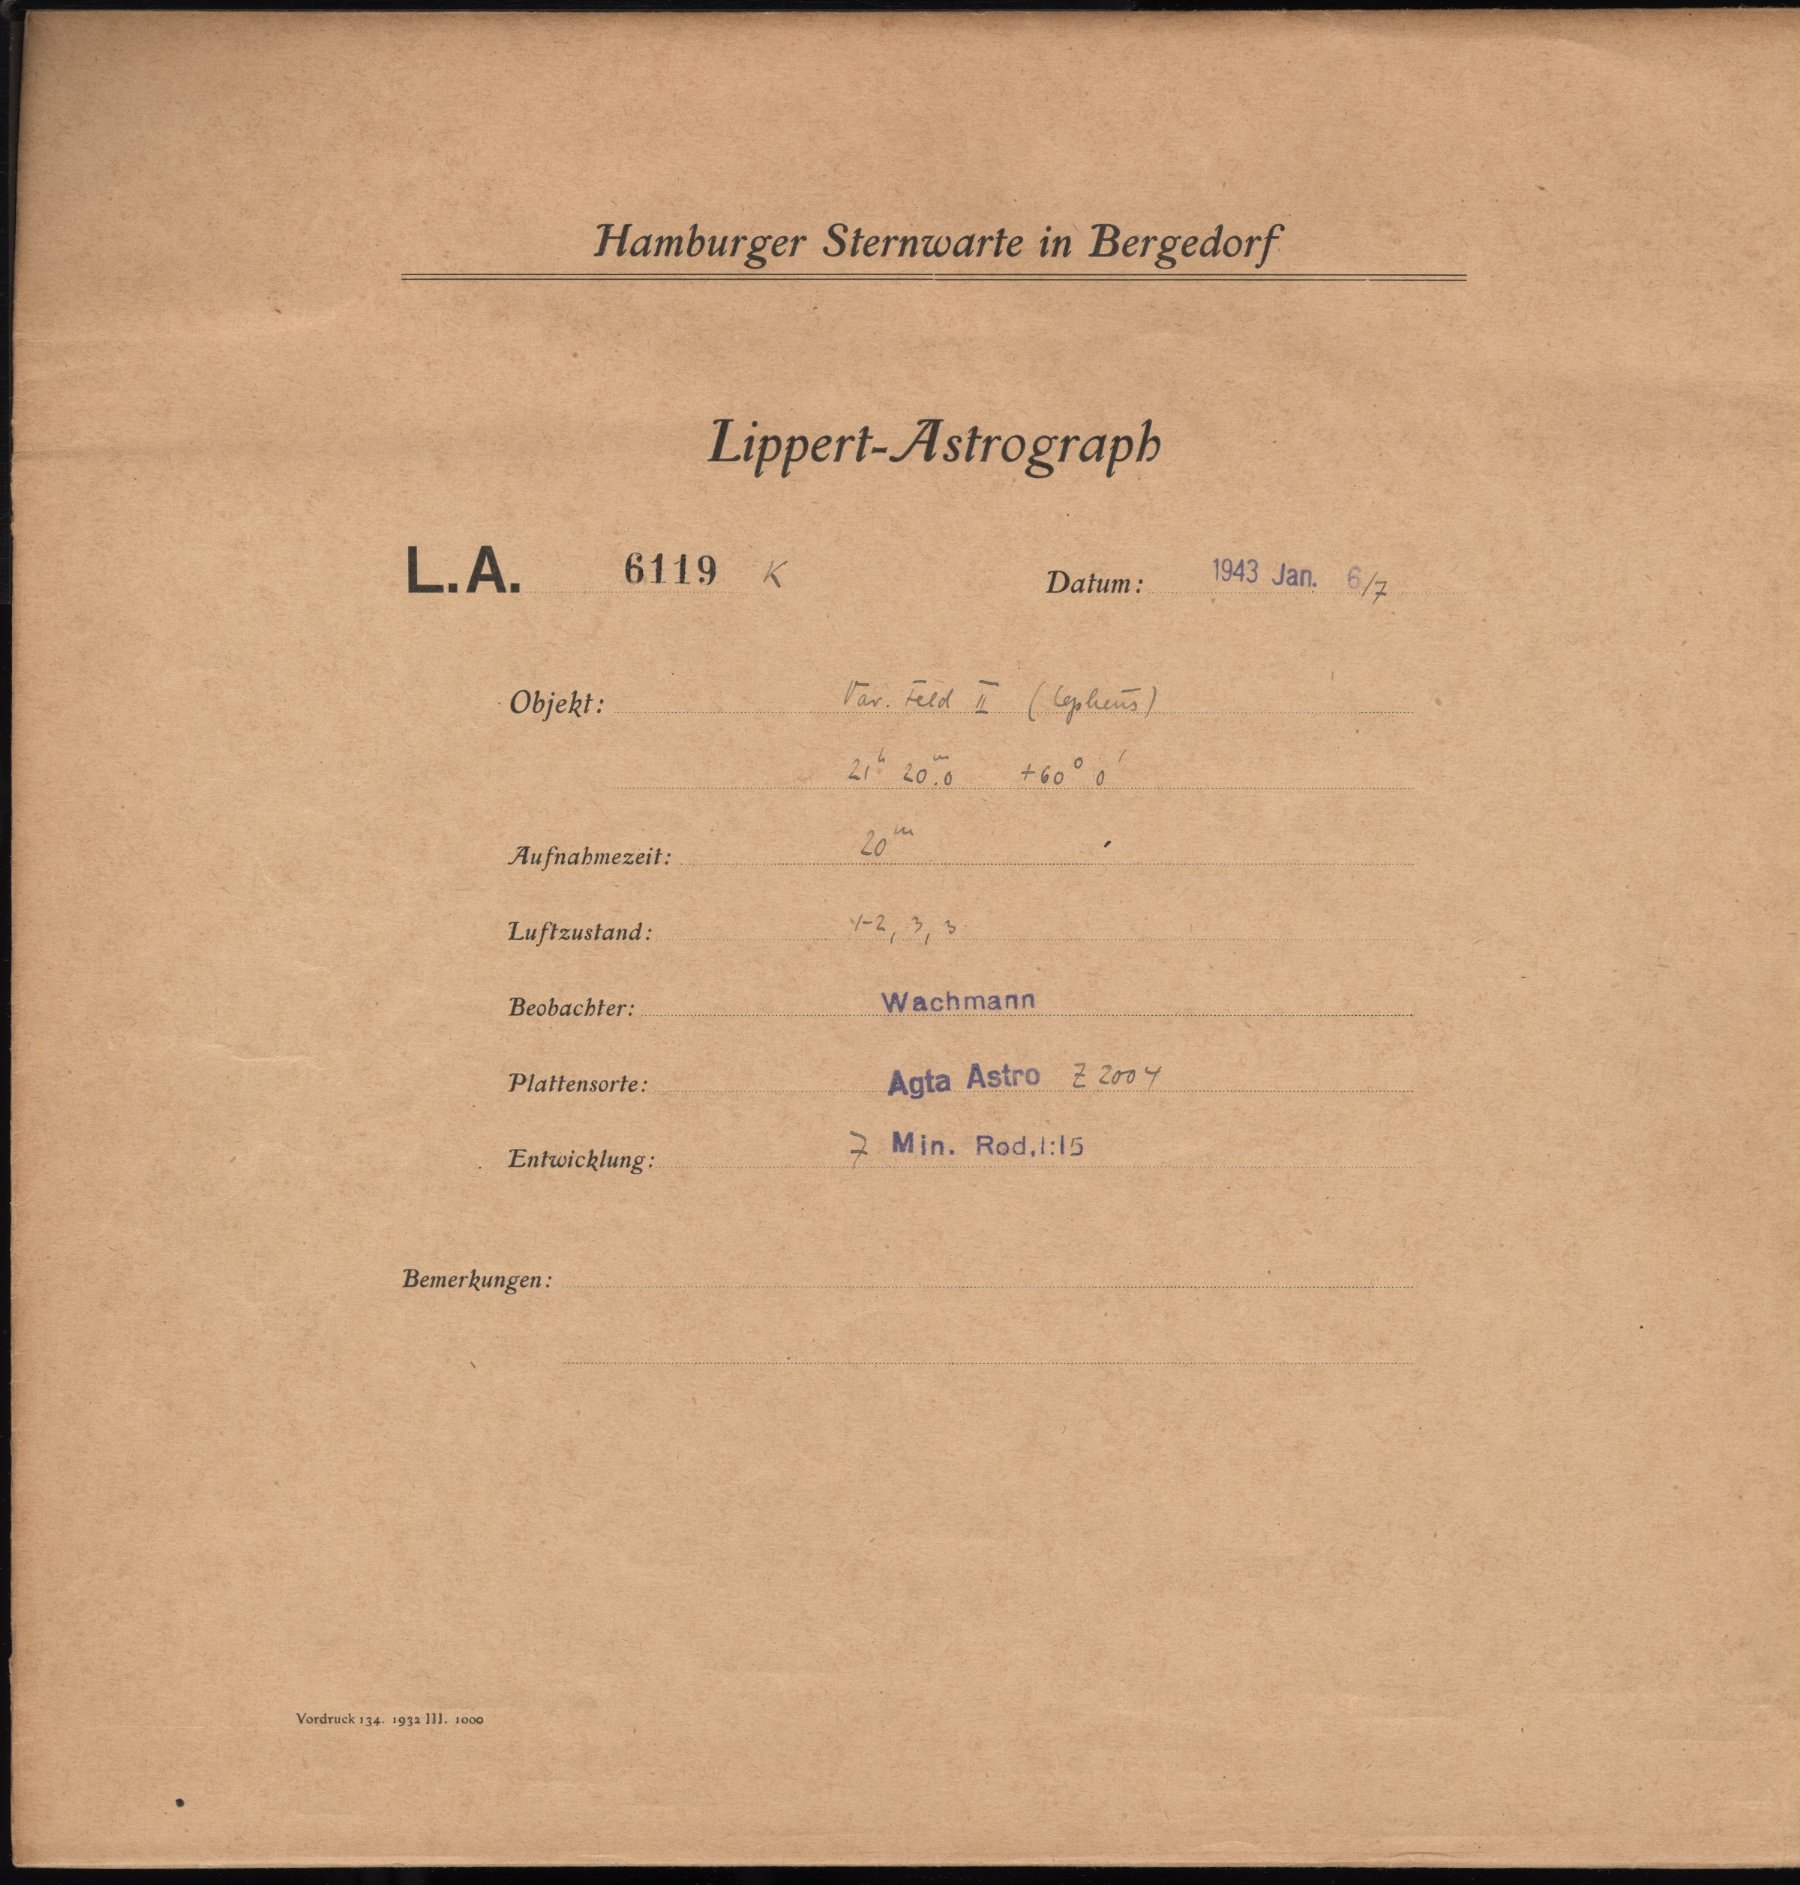 Hamburger Sternwarte in Bergedorf
Lippert-Astrograph
L.A. 6119 K Datum: 1943 Jan. 6/7
Objekt: Var. Feld II (Cepheus)
21ʰ 20ᵐ.0 +60° 0′
Aufnahmezeit: 20ᵐ
Luftzustand: 1-2, 3, 3
Beobachter: Wachmann
Plattensorte: Agfa Astro Z 2004
Entwicklung: 7 Min. Rod. 1:15
Bemerkungen:
Vordruck 134. 1932 III. 1000